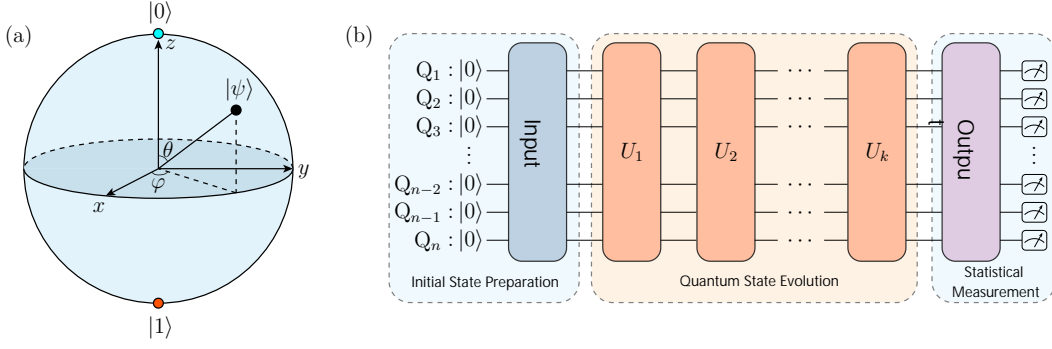 (a)
|0⟩
z
|ψ⟩
θ
φ
y
x
|1⟩
(b)
Q₁ : |0⟩
Q₂ : |0⟩
Q₃ : |0⟩
⋮
Qₙ₋₂ : |0⟩
Qₙ₋₁ : |0⟩
Qₙ : |0⟩
Input
U₁
U₂
⋯
⋯
⋯
⋯
⋯
⋯
Uₖ
Outpu
t
⋮
Initial State Preparation
Quantum State Evolution
Statistical
Measurement